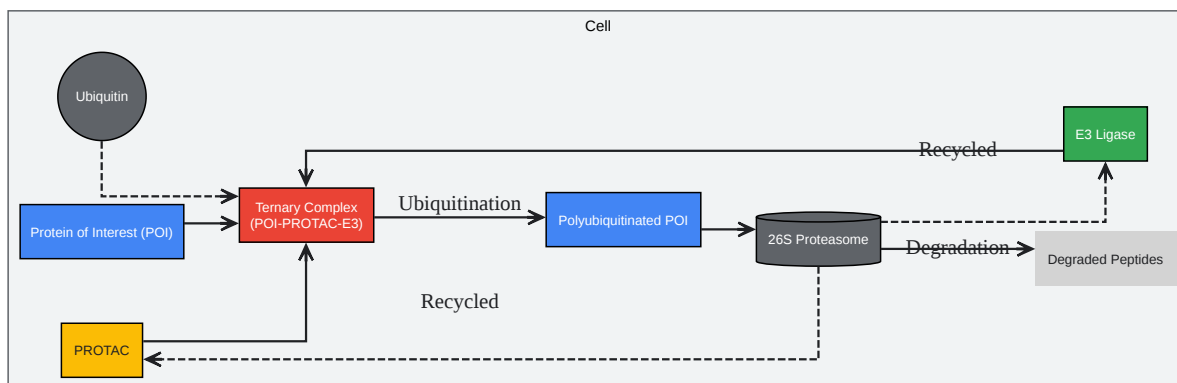 Cell
Ubiquitin
E3 Ligase
Recycled
Ternary Complex
(POI-PROTAC-E3)
Ubiquitination
Polyubiquitinated POI
Protein of Interest (POI)
26S Proteasome
Degradation
Degraded Peptides
Recycled
PROTAC